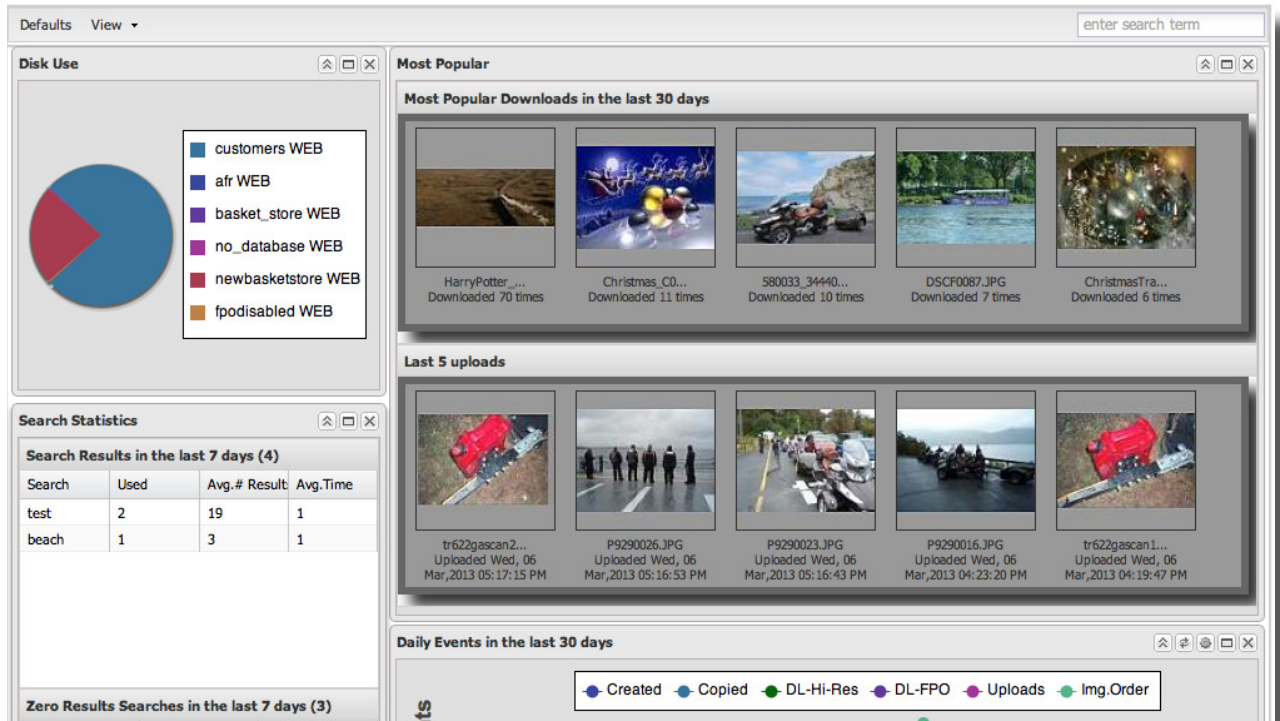 Defaults View
enter search term
Disk Use
customers WEB
afr WEB
basket_store WEB
no_database WEB
newbasketstore WEB
fpodisabled WEB
Search Statistics
Search Results in the last 7 days (4)
Search Used Avg.# Result Avg.Time
test 2 19 1
beach 1 3 1
Zero Results Searches in the last 7 days (3)
Most Popular
Most Popular Downloads in the last 30 days
HarryPotter_...
Downloaded 70 times
Christmas_C0...
Downloaded 11 times
580033_34440...
Downloaded 10 times
DSCF0087.JPG
Downloaded 7 times
ChristmasTra...
Downloaded 6 times
Last 5 uploads
tr622gascan2...
Uploaded Wed, 06
Mar,2013 05:17:15 PM
P9290026.JPG
Uploaded Wed, 06
Mar,2013 05:16:53 PM
P9290023.JPG
Uploaded Wed, 06
Mar,2013 05:16:43 PM
P9290016.JPG
Uploaded Wed, 06
Mar,2013 04:23:20 PM
tr622gascan1...
Uploaded Wed, 06
Mar,2013 04:19:47 PM
Daily Events in the last 30 days
Created Copied DL-Hi-Res DL-FPO Uploads Img.Order